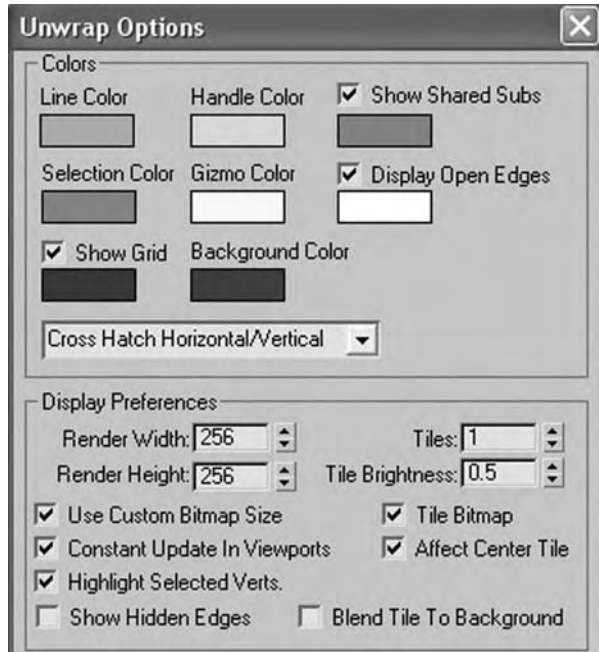 Unwrap Options
Colors
Line Color Handle Color Show Shared Subs
Selection Color Gizmo Color Display Open Edges
Show Grid Background Color
Cross Hatch Horizontal/Vertical
Display Preferences
Render Width: 256 Tiles: 1
Render Height: 256 Tile Brightness: 0.5
Use Custom Bitmap Size Tile Bitmap
Constant Update In Viewports Affect Center Tile
Highlight Selected Verts.
Show Hidden Edges Blend Tile To Background